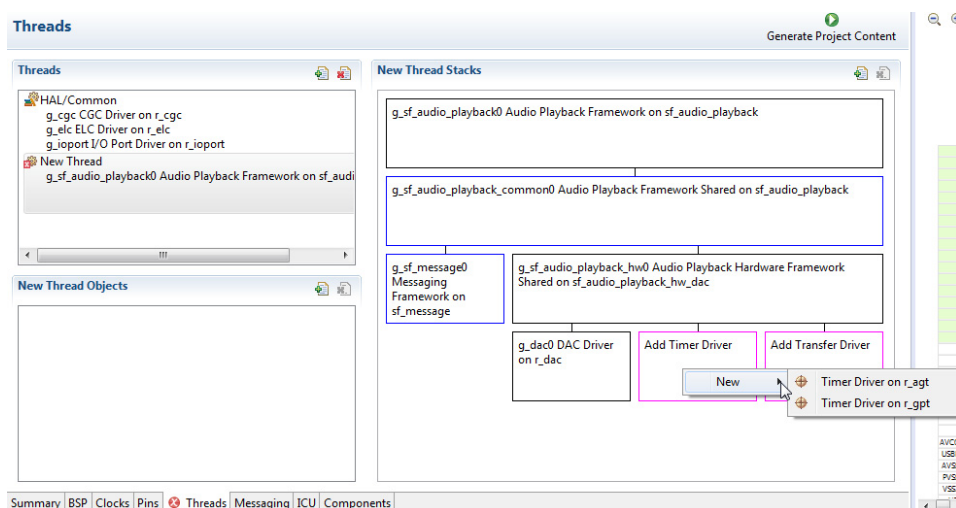 Threads
Generate Project Content
Threads
HAL/Common
g_cgc CGC Driver on r_cgc
g_elc ELC Driver on r_elc
g_ioport I/O Port Driver on r_ioport
New Thread
g_sf_audio_playback0 Audio Playback Framework on sf_audi
New Thread Objects
New Thread Stacks
g_sf_audio_playback0 Audio Playback Framework on sf_audio_playback
g_sf_audio_playback_common0 Audio Playback Framework Shared on sf_audio_playback
g_sf_message0
Messaging
Framework on
sf_message
g_sf_audio_playback_hw0 Audio Playback Hardware Framework
Shared on sf_audio_playback_hw_dac
g_dac0 DAC Driver
on r_dac
Add Timer Driver
Add Transfer Driver
New
Timer Driver on r_agt
Timer Driver on r_gpt
Summary BSP Clocks Pins Threads Messaging ICU Components